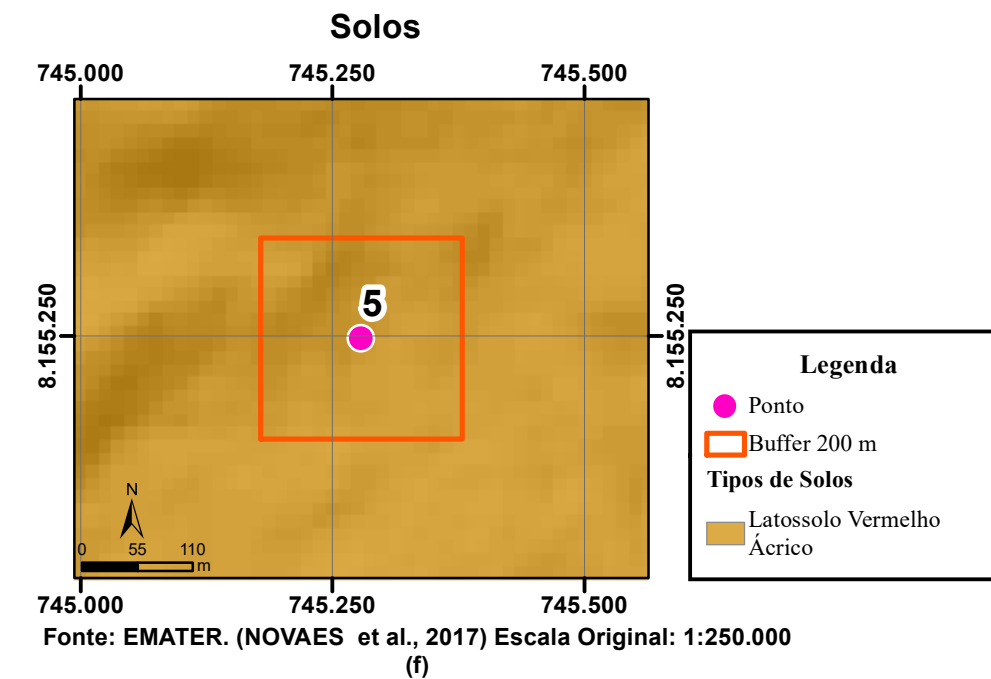 Solos
745.000 745.250 745.500
8.155.250
8.155.250
5
N
0 55 110
m
745.000 745.250 745.500
Legenda
Ponto
Buffer 200 m
Tipos de Solos
Latossolo Vermelho
Ácrico
Fonte: EMATER. (NOVAES et al., 2017) Escala Original: 1:250.000
(f)